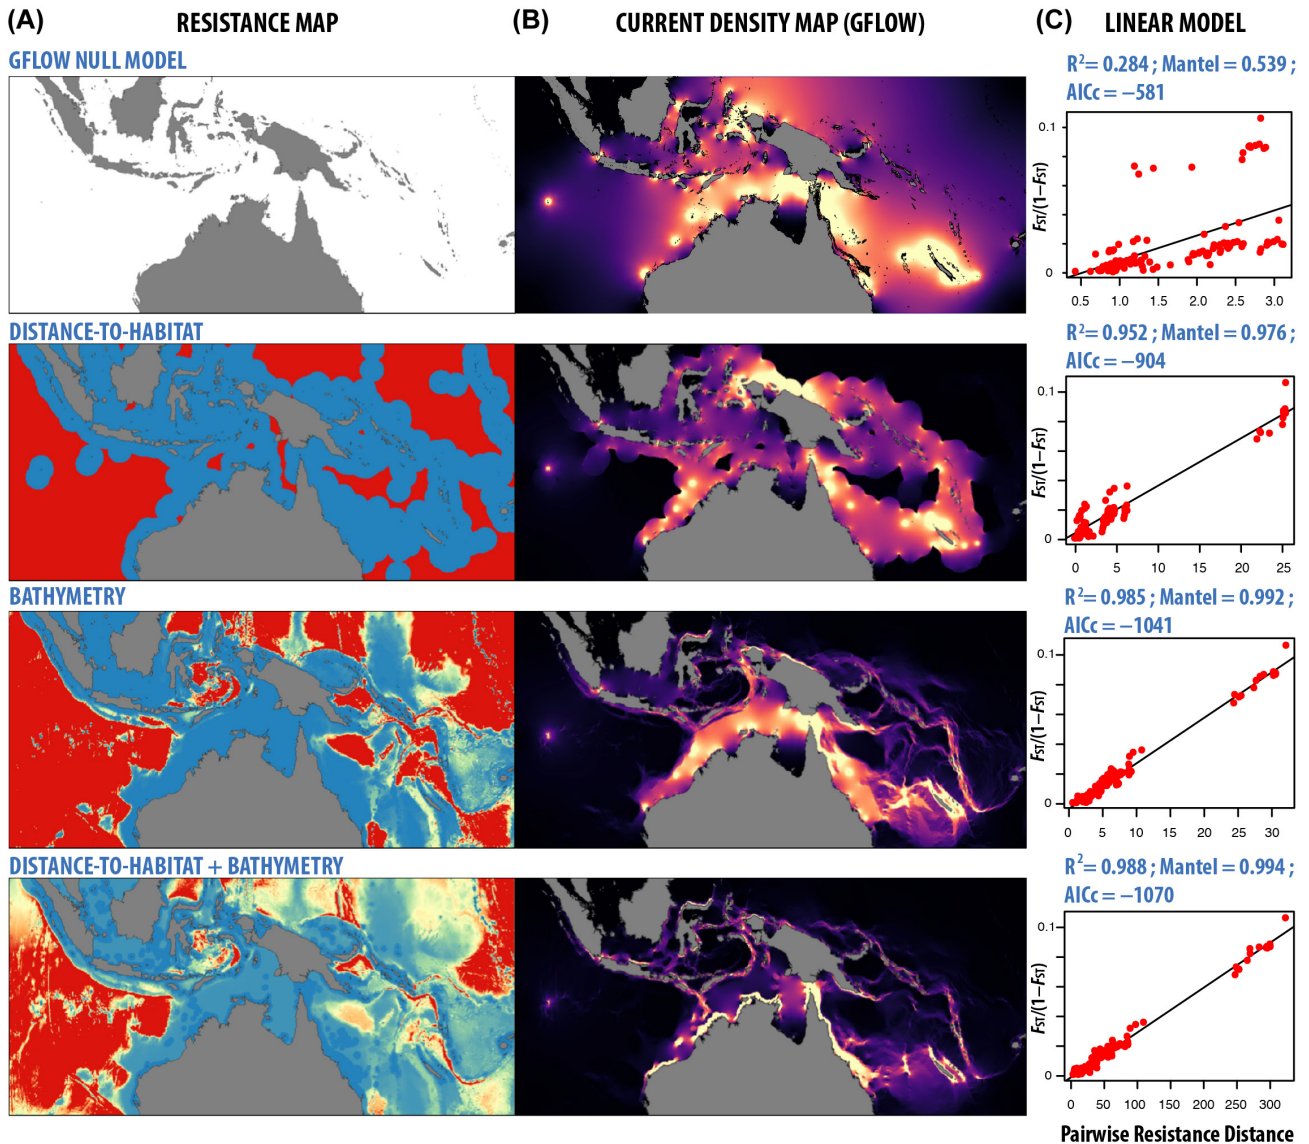 (A) RESISTANCE MAP (B) CURRENT DENSITY MAP (GFLOW) (C) LINEAR MODEL
GFLOW NULL MODEL
R²= 0.284 ; Mantel = 0.539 ;
AICc = −581
0.1
0
FST/(1−FST)
0.5 1.0 1.5 2.0 2.5 3.0
DISTANCE-TO-HABITAT
R²= 0.952 ; Mantel = 0.976 ;
AICc = −904
0.1
0
FST/(1−FST)
0 5 10 15 20 25
BATHYMETRY
R²= 0.985 ; Mantel = 0.992 ;
AICc = −1041
0.1
0
FST/(1−FST)
0 5 10 15 20 25 30
DISTANCE-TO-HABITAT + BATHYMETRY
R²= 0.988 ; Mantel = 0.994 ;
AICc = −1070
0.1
0
FST/(1−FST)
0 50 100 150 200 250 300
Pairwise Resistance Distance